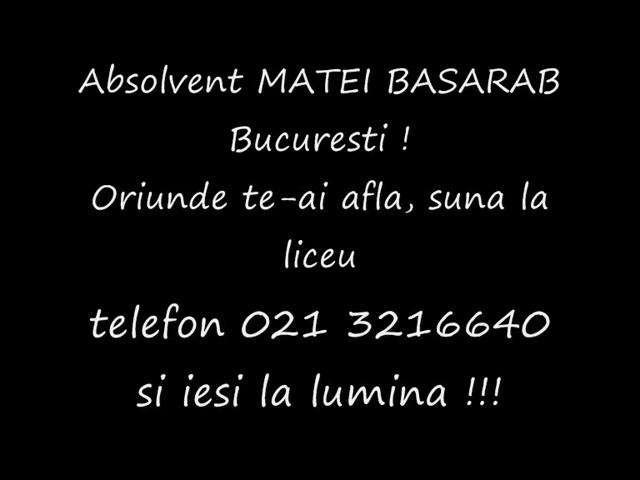 Absolvent MATEI BASARAB
Bucuresti !
Oriunde te-ai afla, suna la
liceu
telefon 021 3216640
si iesi la lumina !!!